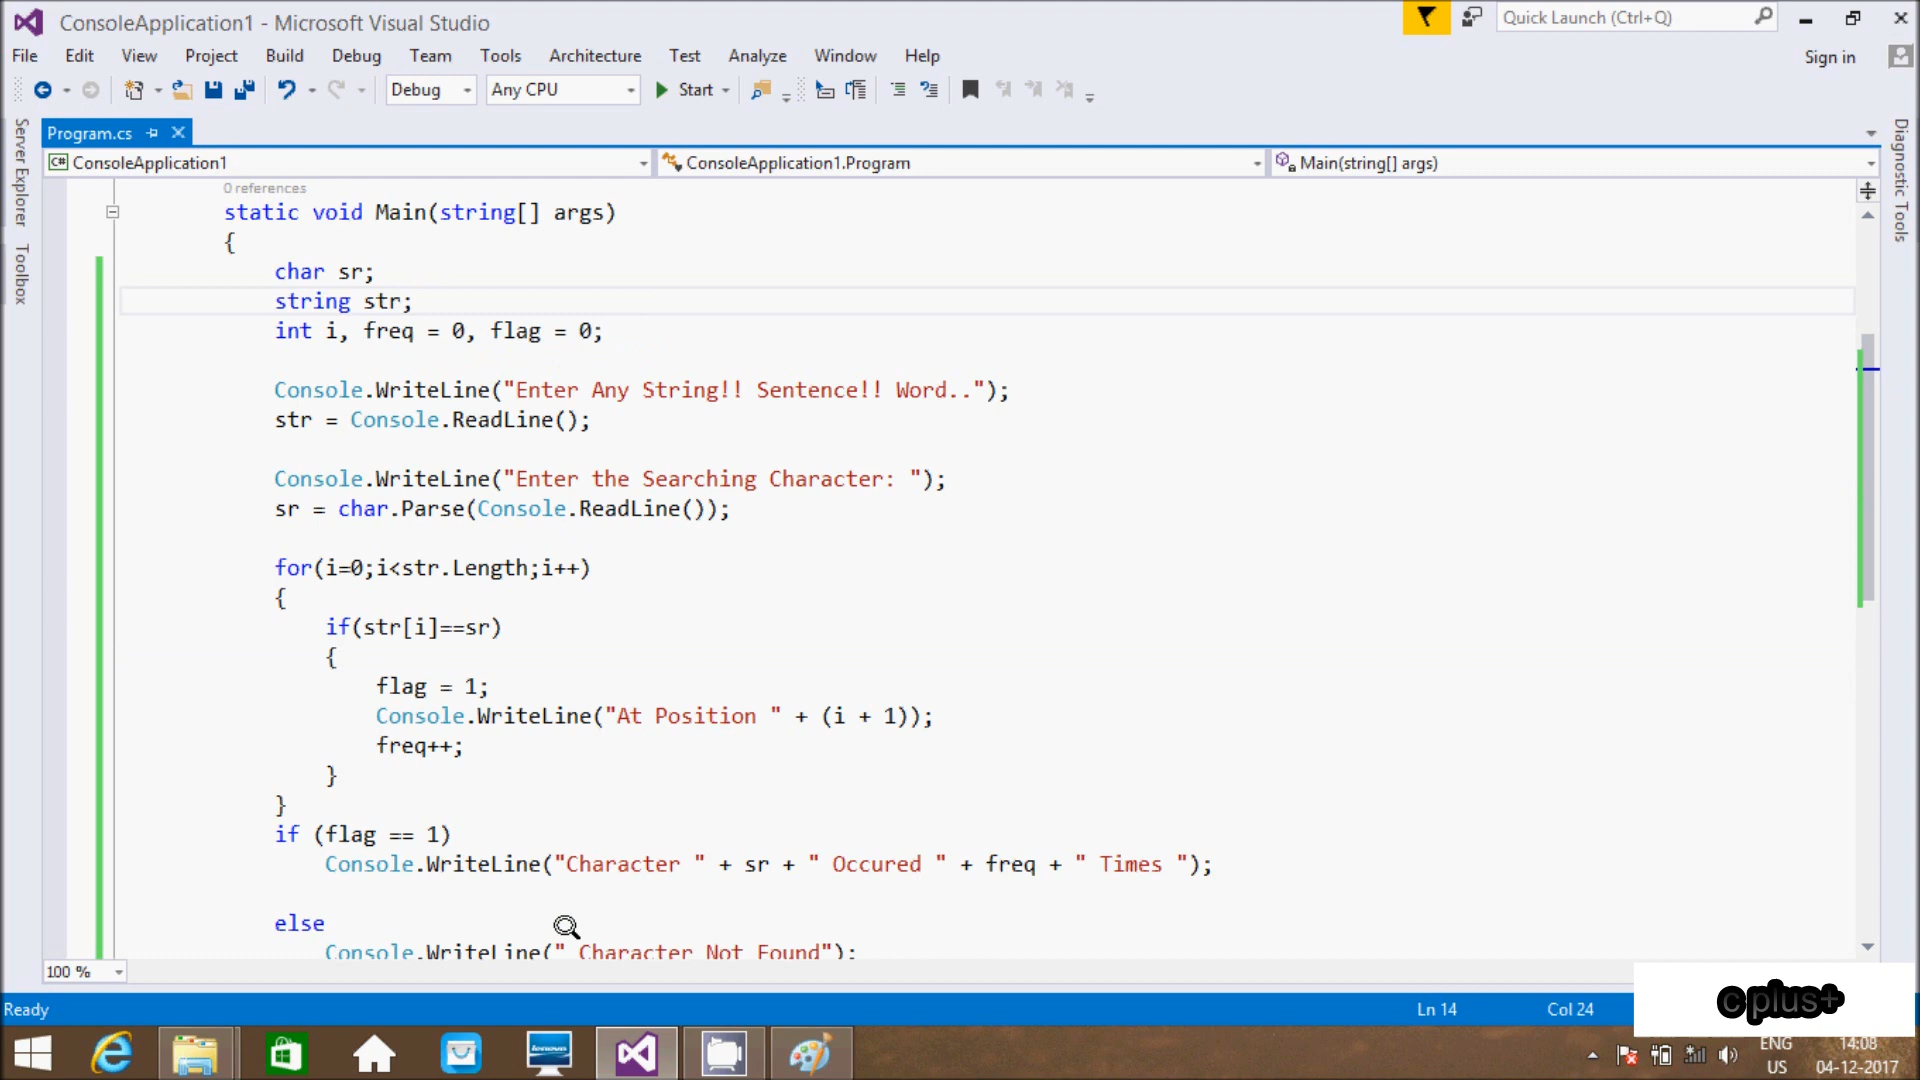 ConsoleApplication1 - Microsoft Visual Studio
Quick Launch (Ctrl+Q)
File Edit View Project Build Debug Team Tools Architecture Test Analyze Window Help
Sign in
Debug Any CPU Start
Server Explorer
Toolbox
Diagnostic Tools
Program.cs
C# ConsoleApplication1 ConsoleApplication1.Program Main(string[] args)
0 references
static void Main(string[] args)
{
char sr;
string str;
int i, freq = 0, flag = 0;
Console.WriteLine("Enter Any String!! Sentence!! Word..");
str = Console.ReadLine();
Console.WriteLine("Enter the Searching Character: ");
sr = char.Parse(Console.ReadLine());
for(i=0;i<str.Length;i++)
{
if(str[i]==sr)
{
flag = 1;
Console.WriteLine("At Position " + (i + 1));
freq++;
}
}
if (flag == 1)
Console.WriteLine("Character " + sr + " Occured " + freq + " Times ");
else
Console.WriteLine(" Character Not Found");
100 %
Ready
Ln 14 Col 24
c plus+
lenovo
ENG
US
14:08
04-12-2017